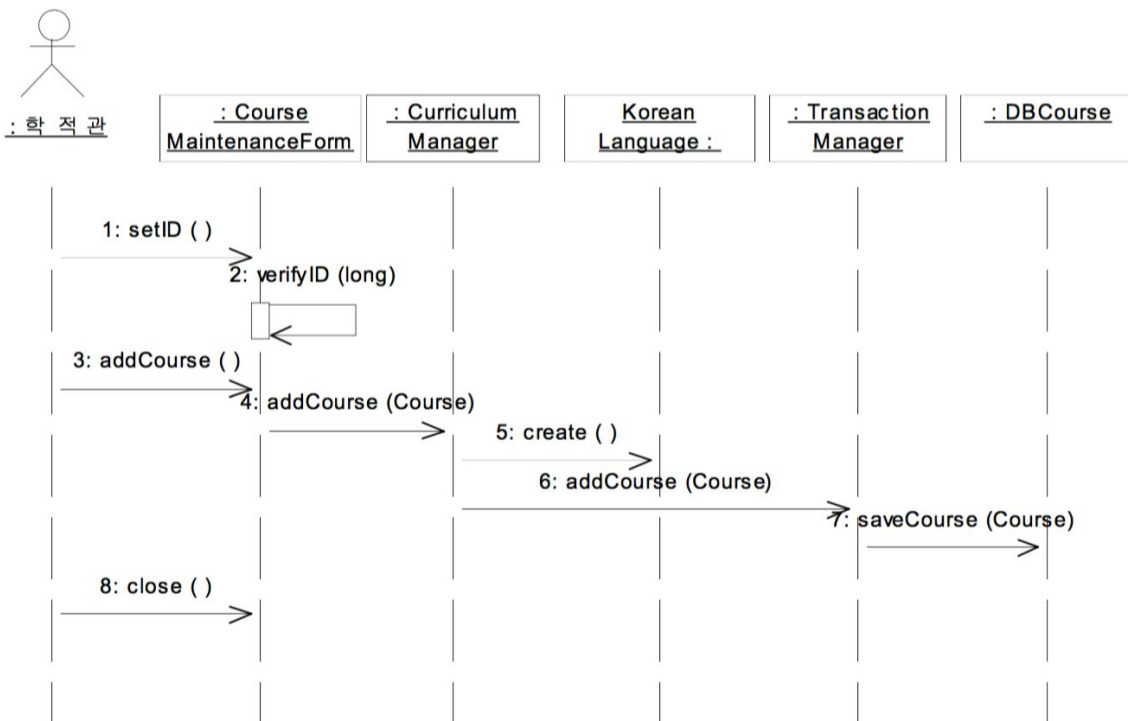 : 학 적 관
: Course
MaintenanceForm
: Curriculum
Manager
Korean
Language :
: Transaction
Manager
: DBCourse
1: setID ( )
2: verifyID (long)
3: addCourse ( )
4: addCourse (Course)
5: create ( )
6: addCourse (Course)
7: saveCourse (Course)
8: close ( )